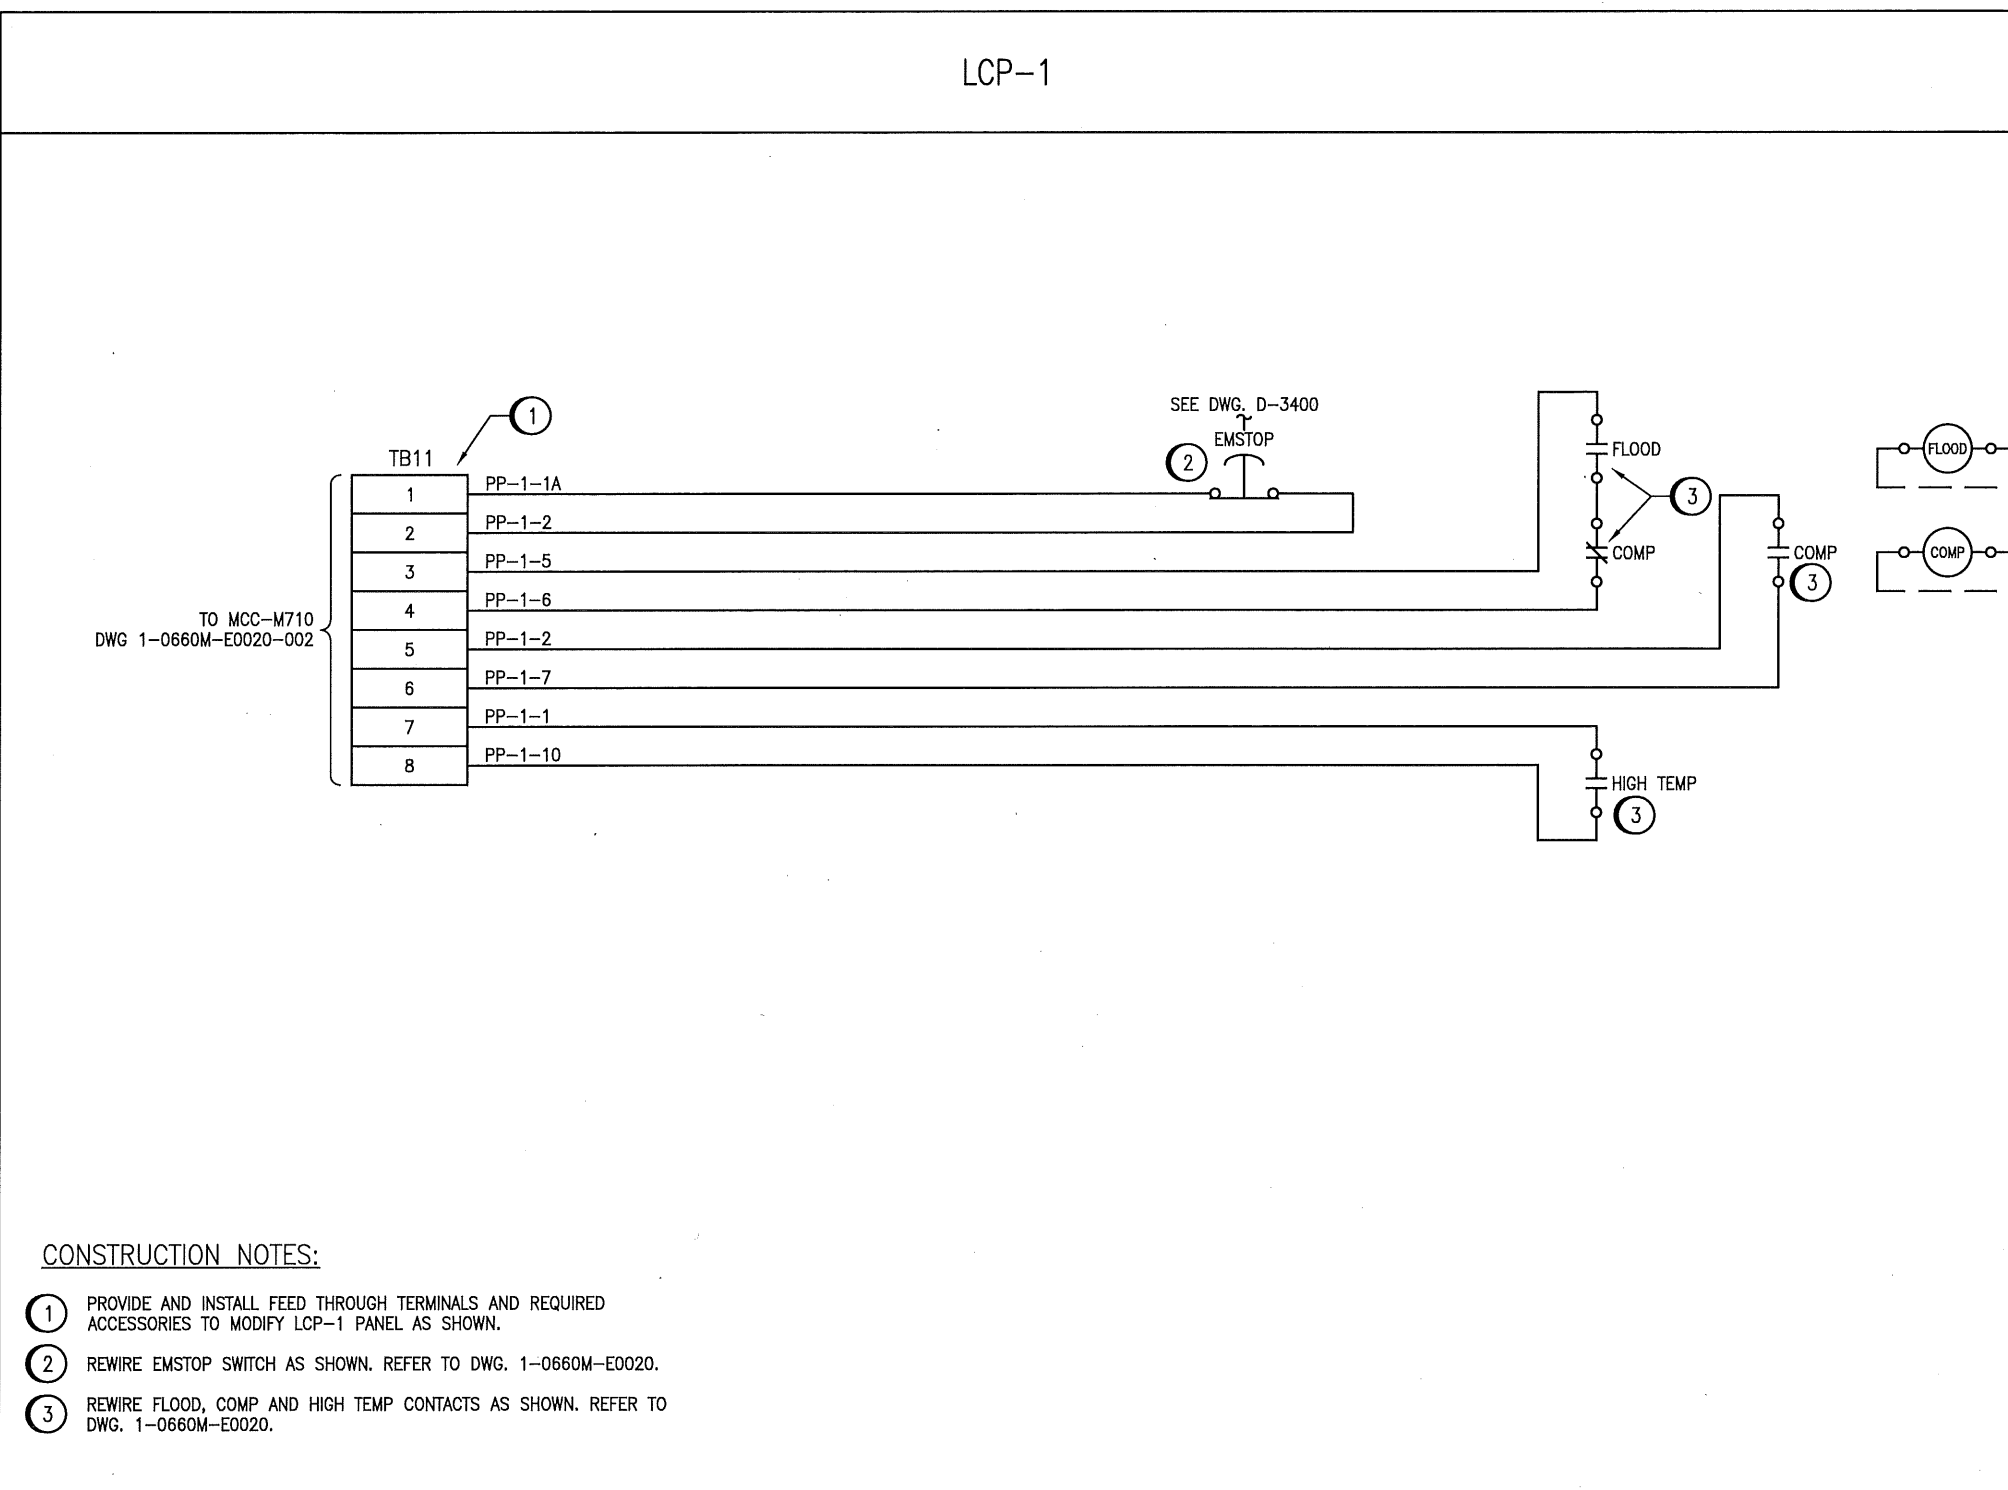 LCP-1
SEE DWG. D-3400
1
EMSTOP
2
FLOOD
FLOOD
TB11
1
PP-1-1A
3
2
PP-1-2
COMP
COMP
COMP
3
PP-1-5
3
4
PP-1-6
TO MCC-M710
DWG 1-0660M-E0020-002
5
PP-1-2
6
PP-1-7
7
PP-1-1
8
PP-1-10
HIGH TEMP
3
CONSTRUCTION NOTES:
1
PROVIDE AND INSTALL FEED THROUGH TERMINALS AND REQUIRED
ACCESSORIES TO MODIFY LCP-1 PANEL AS SHOWN.
2
REWIRE EMSTOP SWITCH AS SHOWN. REFER TO DWG. 1-0660M-E0020.
3
REWIRE FLOOD, COMP AND HIGH TEMP CONTACTS AS SHOWN. REFER TO
DWG. 1-0660M-E0020.